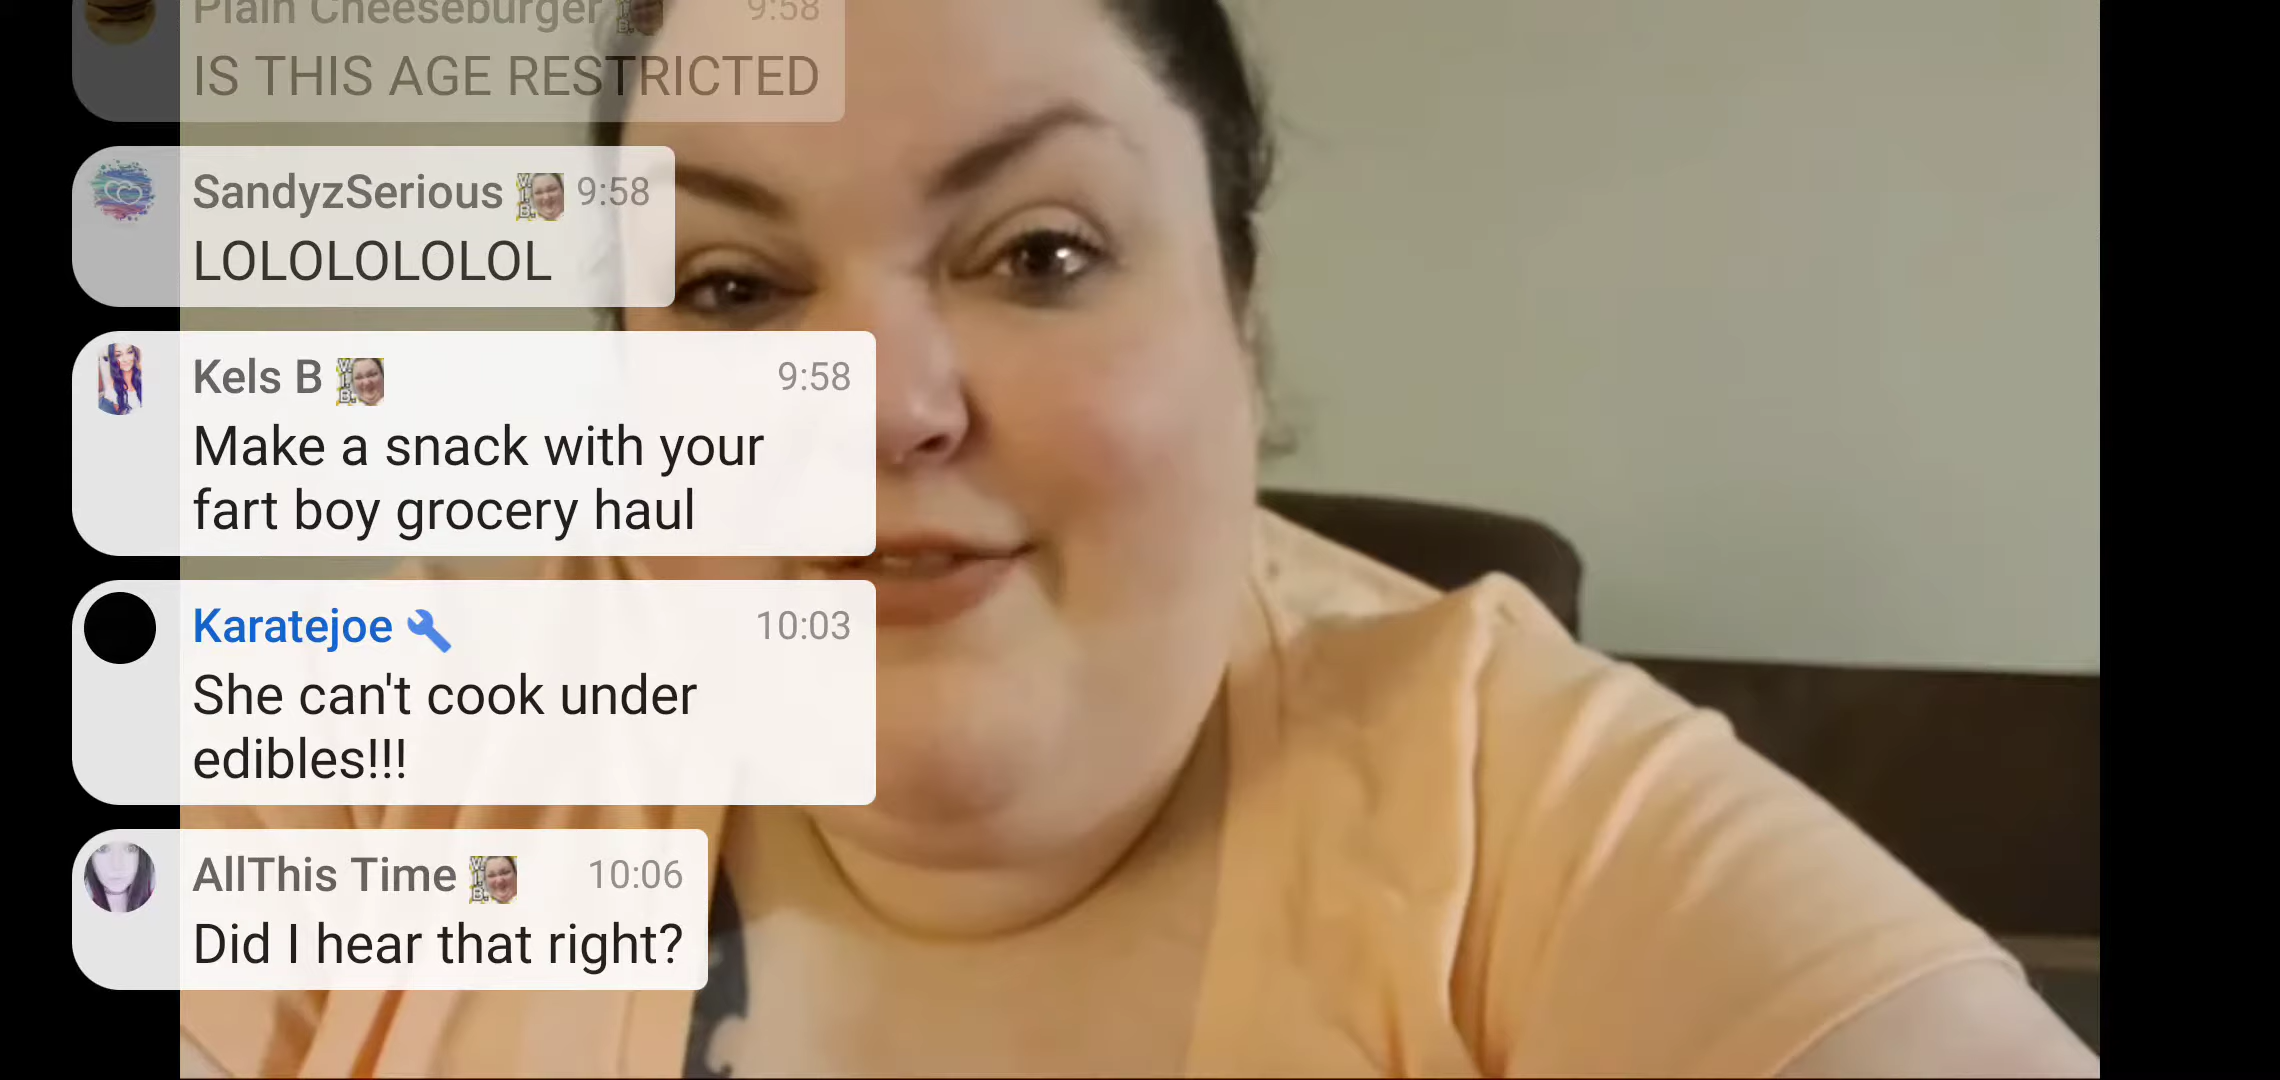 Plain Cheeseburger 9:58
IS THIS AGE RESTRICTED
SandyzSerious V.I.B. 9:58
LOLOLOLOLOL
Kels B V.I.B. 9:58
Make a snack with your
fart boy grocery haul
Karatejoe 10:03
She can't cook under
edibles!!!
AllThis Time V.I.B. 10:06
Did I hear that right?